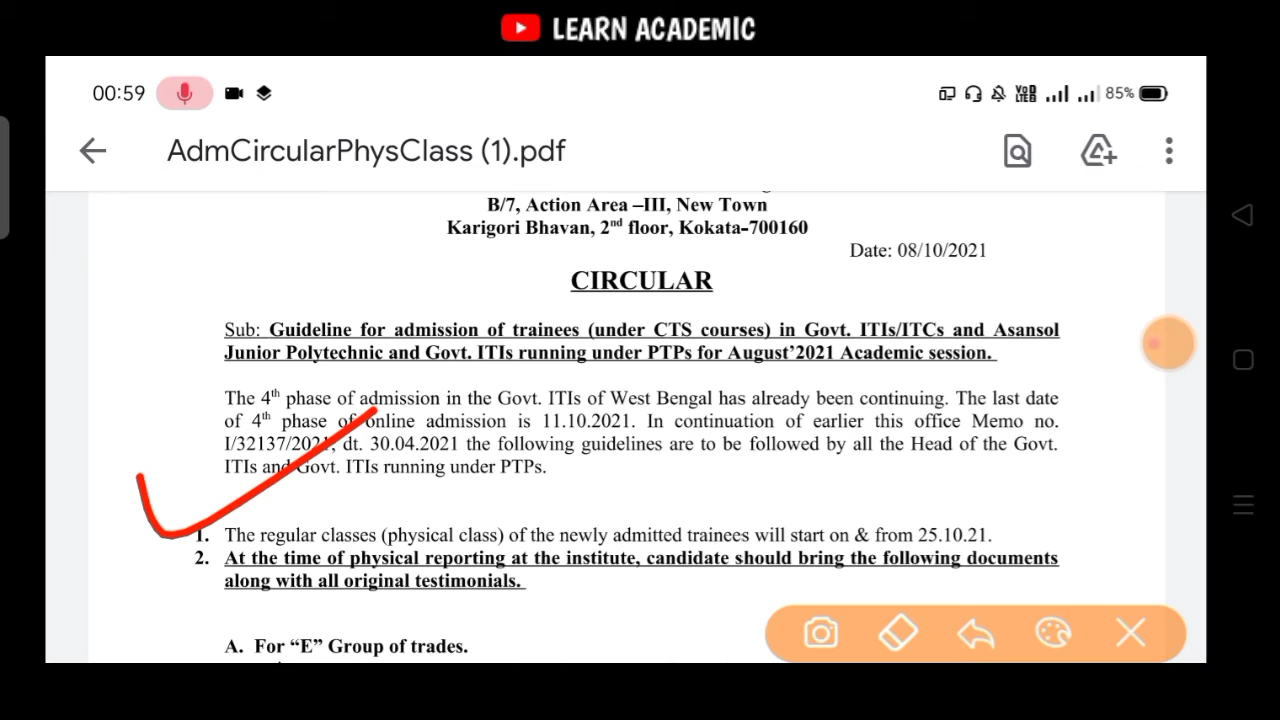 LEARN ACADEMIC
00:59 85%
AdmCircularPhysClass (1).pdf
B/7, Action Area –III, New Town
Karigori Bhavan, 2nd floor, Kokata-700160
Date: 08/10/2021
CIRCULAR
Sub: Guideline for admission of trainees (under CTS courses) in Govt. ITIs/ITCs and Asansol
Junior Polytechnic and Govt. ITIs running under PTPs for August'2021 Academic session.
The 4th phase of admission in the Govt. ITIs of West Bengal has already been continuing. The last date
of 4th phase of online admission is 11.10.2021. In continuation of earlier this office Memo no.
I/32137/2021, dt. 30.04.2021 the following guidelines are to be followed by all the Head of the Govt.
ITIs and Govt. ITIs running under PTPs.
1. The regular classes (physical class) of the newly admitted trainees will start on & from 25.10.21.
2. At the time of physical reporting at the institute, candidate should bring the following documents
along with all original testimonials.
A. For “E” Group of trades.